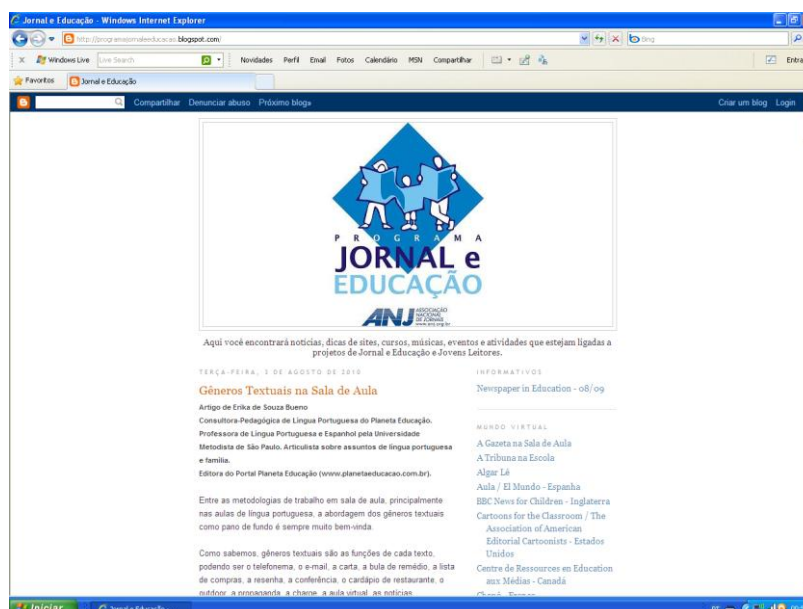 Jornal e Educação - Windows Internet Explorer
http://programajornaleeducacao.blogspot.com/
Bing
X Windows Live Live Search Novidades Perfil Email Fotos Calendário MSN Compartilhar Entra
Favoritos Jornal e Educação
Compartilhar Denunciar abuso Próximo blog» Criar um blog Login
PROGRAMA
JORNAL e
EDUCAÇÃO
ANJ ASSOCIAÇÃO
NACIONAL
DE JORNAIS
www.anj.org.br
Aqui você encontrará notícias, dicas de sites, cursos, músicas, eventos e atividades que estejam ligadas a
projetos de Jornal e Educação e Jovens Leitores.
TERÇA-FEIRA, 3 DE AGOSTO DE 2010
Gêneros Textuais na Sala de Aula
Artigo de Erika de Souza Bueno
Consultora-Pedagógica de Língua Portuguesa do Planeta Educação.
Professora de Língua Portuguesa e Espanhol pela Universidade
Metodista de São Paulo. Articulista sobre assuntos de língua portuguesa
e família.
Editora do Portal Planeta Educação (www.planetaeducacao.com.br).
Entre as metodologias de trabalho em sala de aula, principalmente
nas aulas de língua portuguesa, a abordagem dos gêneros textuais
como pano de fundo é sempre muito bem-vinda.
Como sabemos, gêneros textuais são as funções de cada texto,
podendo ser o telefonema, o e-mail, a carta, a bula de remédio, a lista
de compras, a resenha, a conferência, o cardápio de restaurante, o
outdoor, a propaganda, a charge, a aula virtual, as notícias
INFORMATIVOS
Newspaper in Education - 08/09
MUNDO VIRTUAL
A Gazeta na Sala de Aula
A Tribuna na Escola
Algar Lê
Aula / El Mundo - Espanha
BBC News for Children - Inglaterra
Cartoons for the Classroom / The
Association of American
Editorial Cartoonists - Estados
Unidos
Centre de Ressources en Education
aux Médias - Canadá
Iniciar Jornal e Educação -
PT